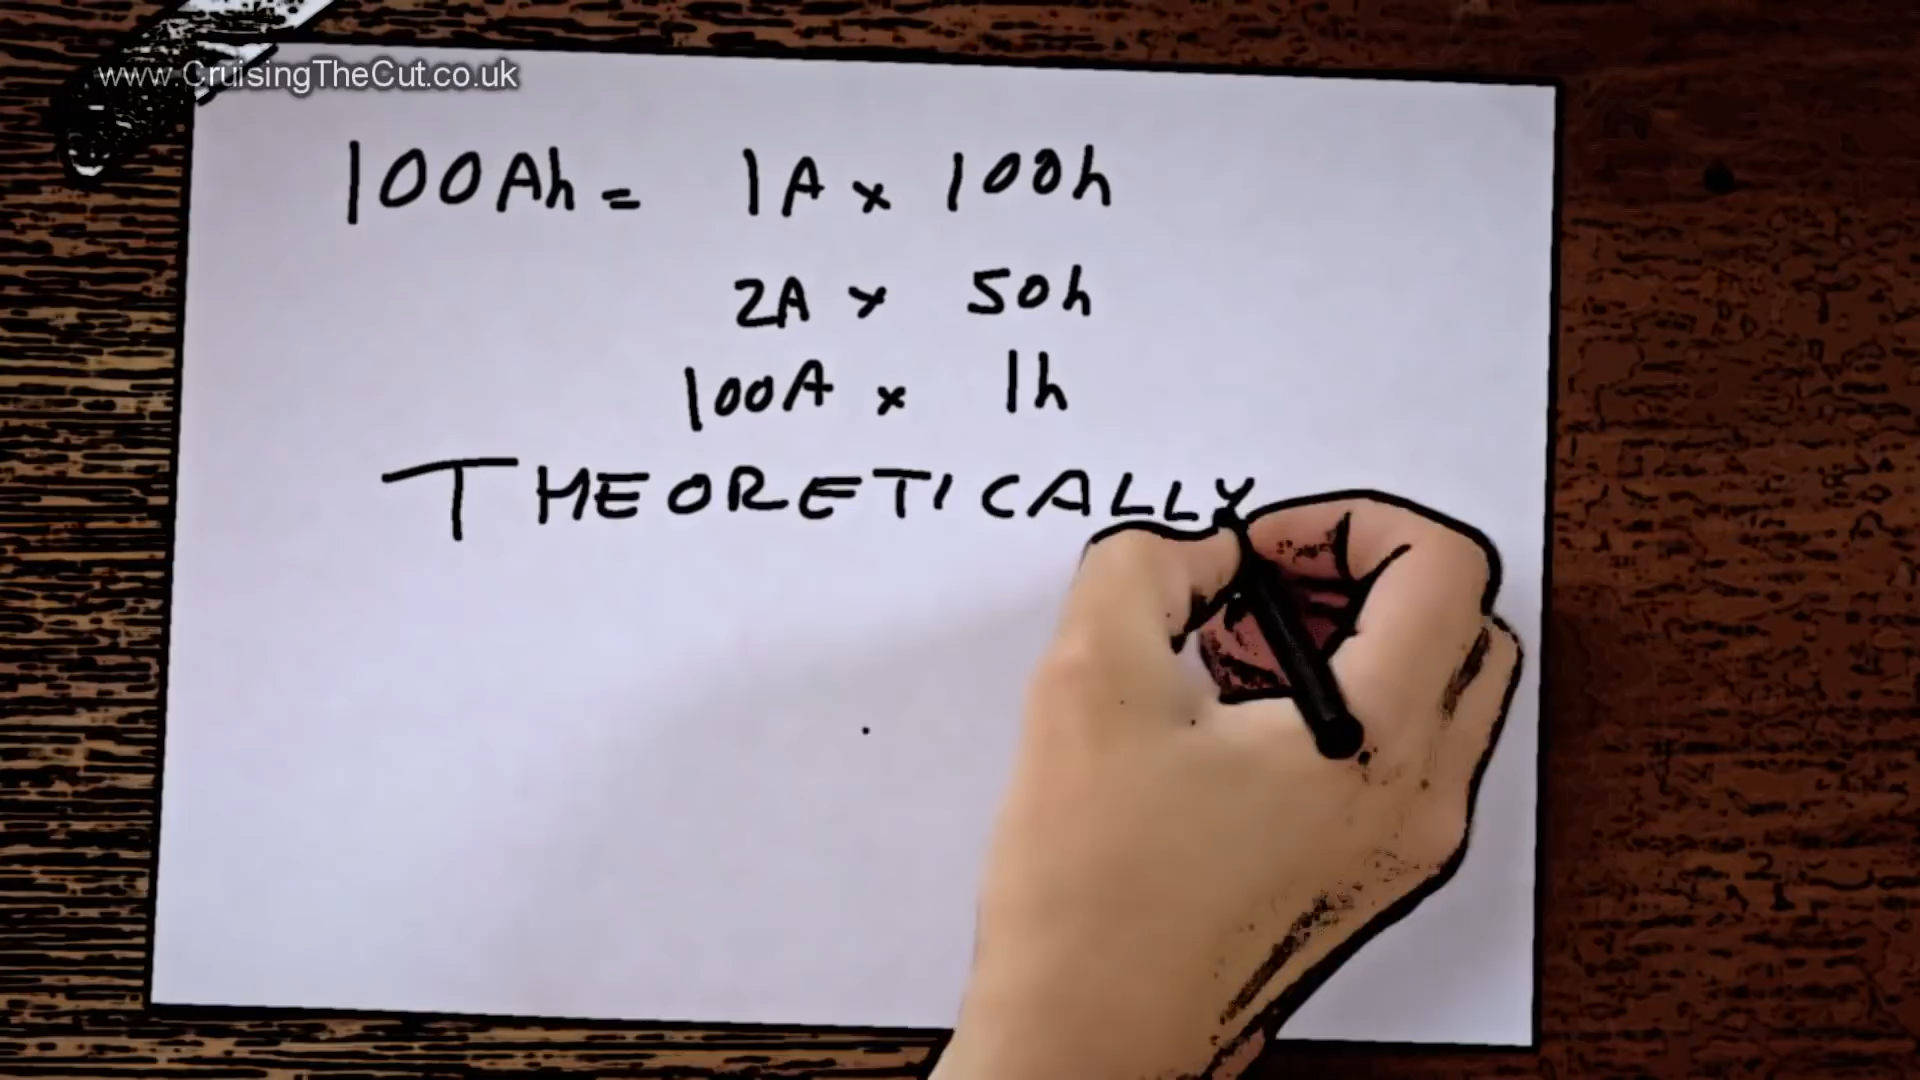 www.CruisingTheCut.co.uk
100Ah = 1A x 100h
2A x 50h
100A x 1h
THEORETICALLY